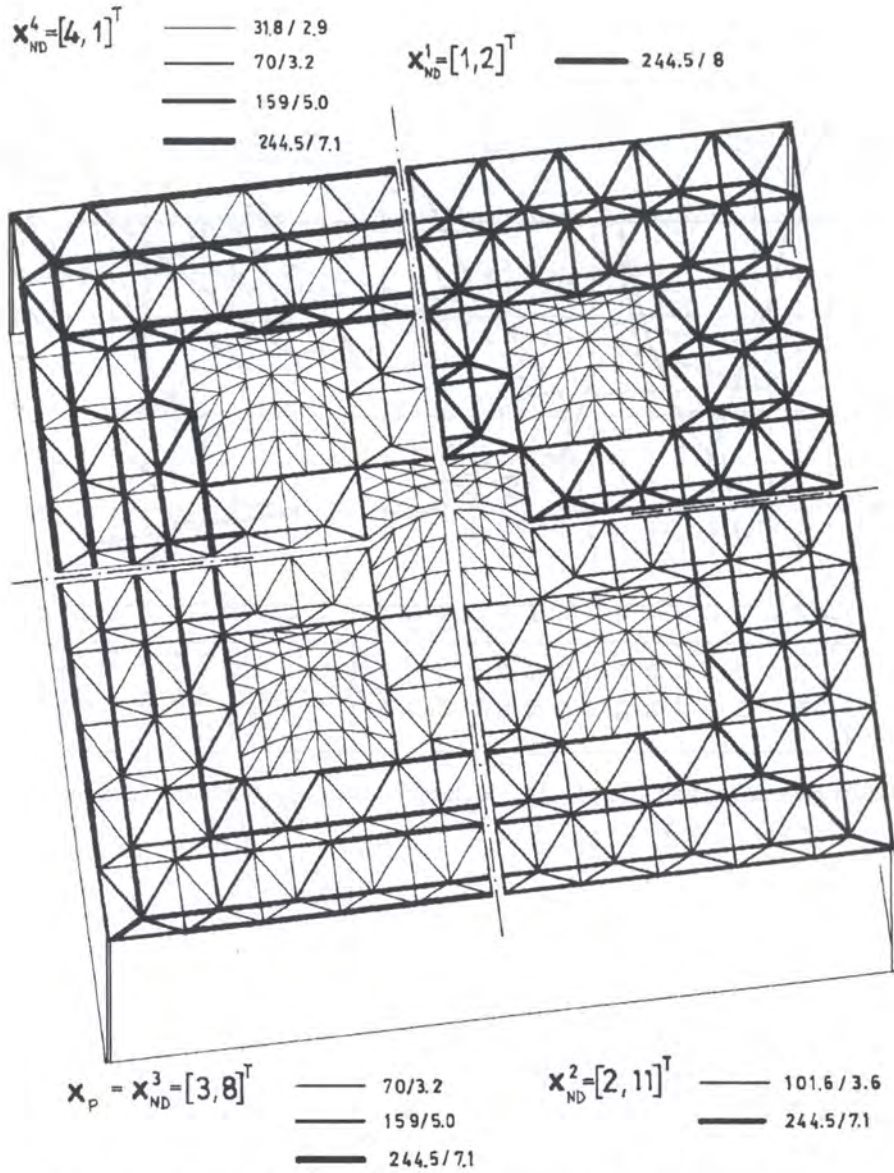 x⁴_ND=[4,1]ᵀ
31.8 / 2.9
70/3.2
159/5.0
244.5/7.1
x¹_ND=[1,2]ᵀ
244.5/ 8
x_p = x³_ND=[3,8]ᵀ
70/3.2
159/5.0
244.5/7.1
x²_ND=[2,11]ᵀ
101.6 / 3.6
244.5/7.1